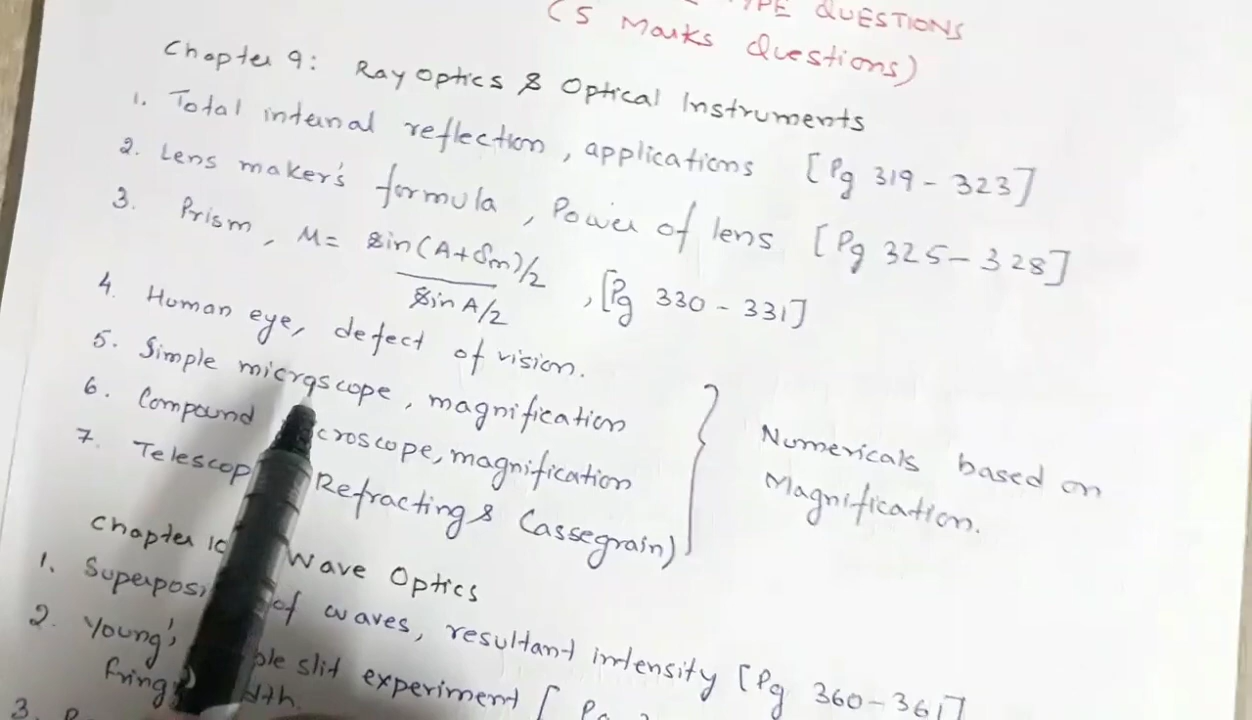 TYPE QUESTIONS
(5 Marks Questions)
Chapter 9: Ray Optics & Optical Instruments
1. Total internal reflection, applications [Pg 319-323]
2. Lens maker's formula, Power of lens [Pg 325-328]
3. Prism, M = sin(A+δm)/2 / sin A/2, [Pg 330-331]
4. Human eye, defect of vision.
5. Simple microscope, magnification
6. Compound croscope, magnification
7. Telescop Refracting & Cassegrain)
Numericals based on
Magnification.
Chapter 10 Wave Optics
1. Superposi of waves, resultant intensity [Pg 360-361]
2. Young's ble slit experiment [
fring dth.
3.